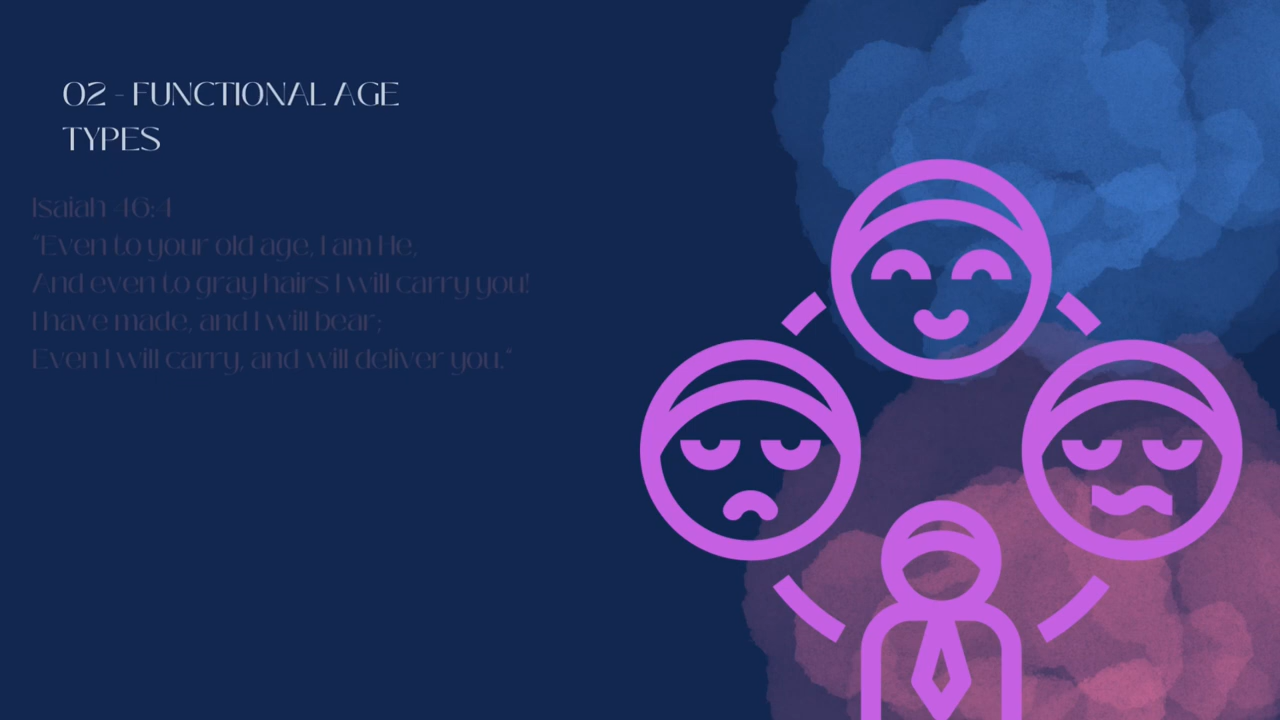 02 - FUNCTIONAL AGE
TYPES
Isaiah 46:4
"Even to your old age, I am He,
And even to gray hairs I will carry you!
I have made, and I will bear;
Even I will carry, and will deliver you."